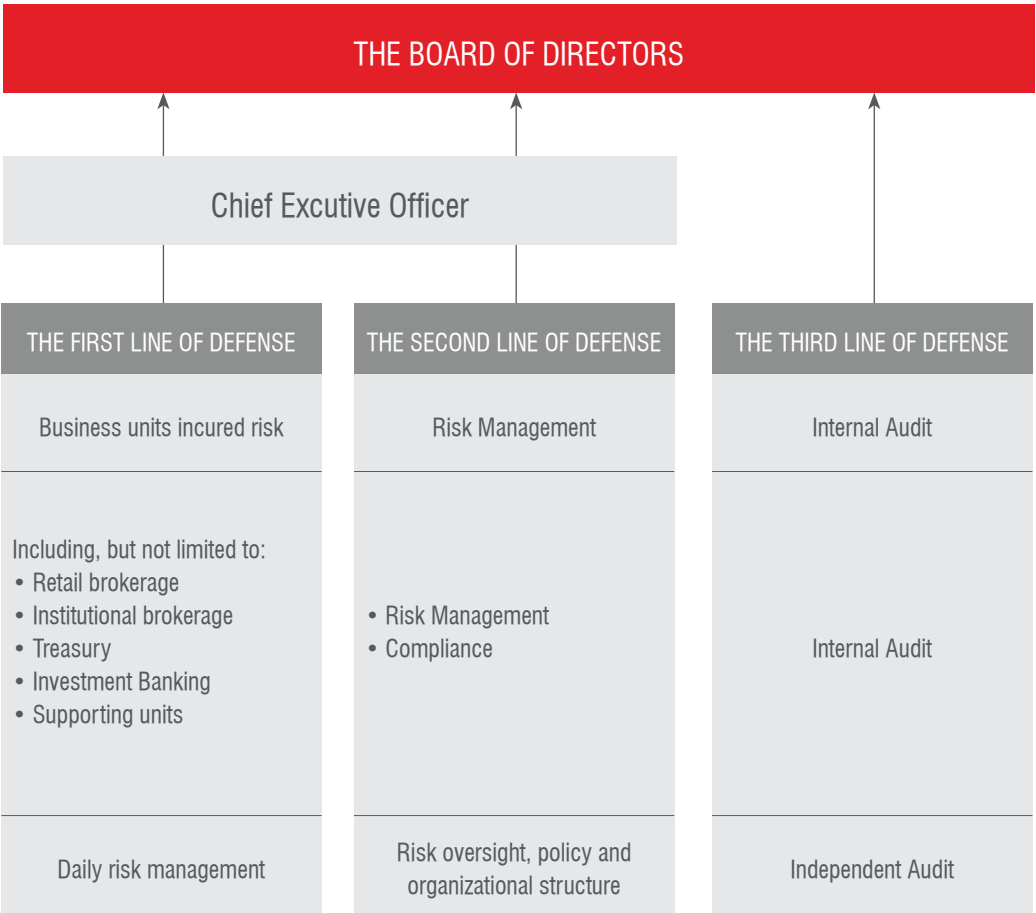 THE BOARD OF DIRECTORS
Chief Excutive Officer
THE FIRST LINE OF DEFENSE
Business units incured risk
Including, but not limited to:
• Retail brokerage
• Institutional brokerage
• Treasury
• Investment Banking
• Supporting units
Daily risk management
THE SECOND LINE OF DEFENSE
Risk Management
• Risk Management
• Compliance
Risk oversight, policy and
organizational structure
THE THIRD LINE OF DEFENSE
Internal Audit
Internal Audit
Independent Audit